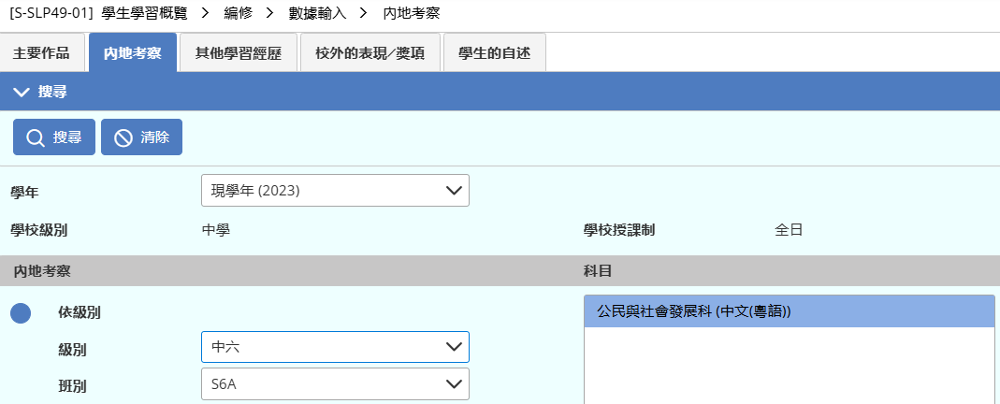 [S-SLP49-01] 學生學習概覽 > 編修 > 數據輸入 > 內地考察
主要作品 內地考察 其他學習經歷 校外的表現/獎項 學生的自述
搜尋
搜尋 清除
學年 現學年 (2023)
學校級別 中學 學校授課制 全日
內地考察 科目
依級別 公民與社會發展科 (中文(粵語))
級別 中六
班別 S6A